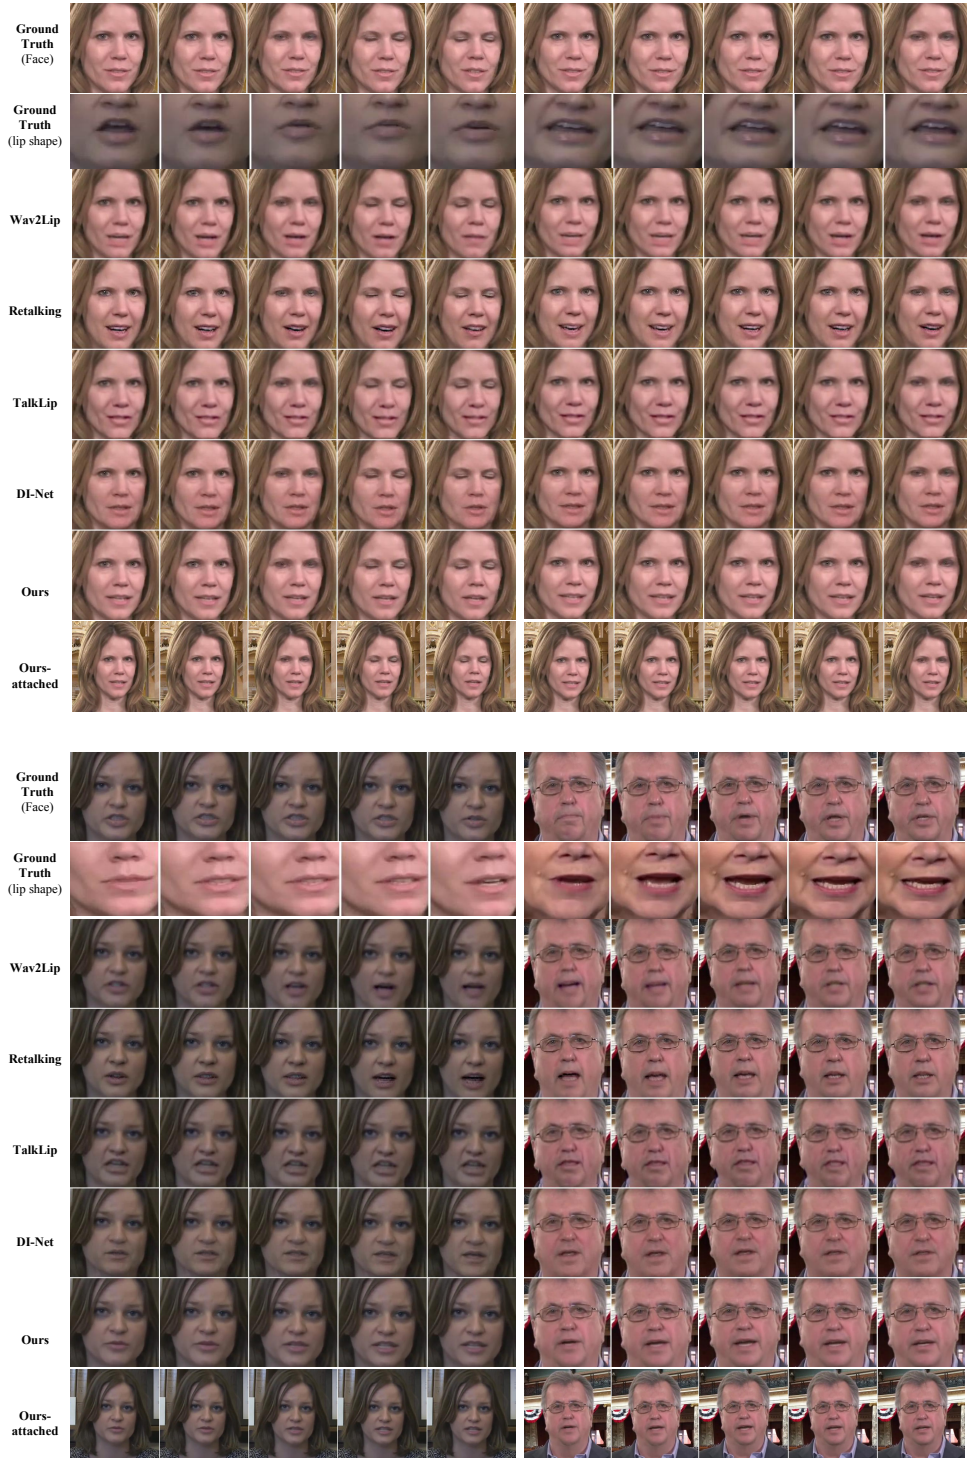 Ground
Truth
(Face)
Ground
Truth
(lip shape)
Wav2Lip
Retalking
TalkLip
DI-Net
Ours
Ours-
attached
Ground
Truth
(Face)
Ground
Truth
(lip shape)
Wav2Lip
Retalking
TalkLip
DI-Net
Ours
Ours-
attached